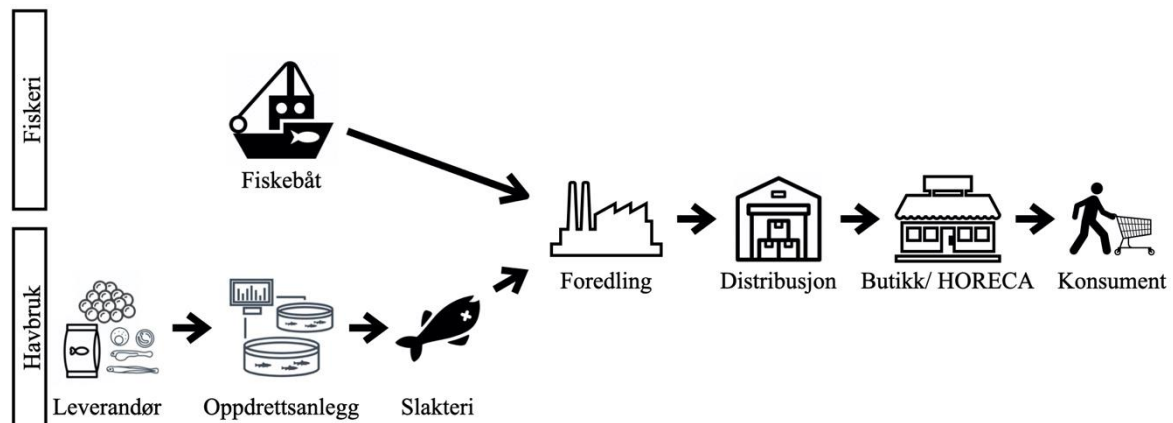 Fiskeri
Fiskebåt
Foredling
Distribusjon
Butikk/ HORECA
Konsument
Havbruk
Leverandør
Oppdrettsanlegg
Slakteri